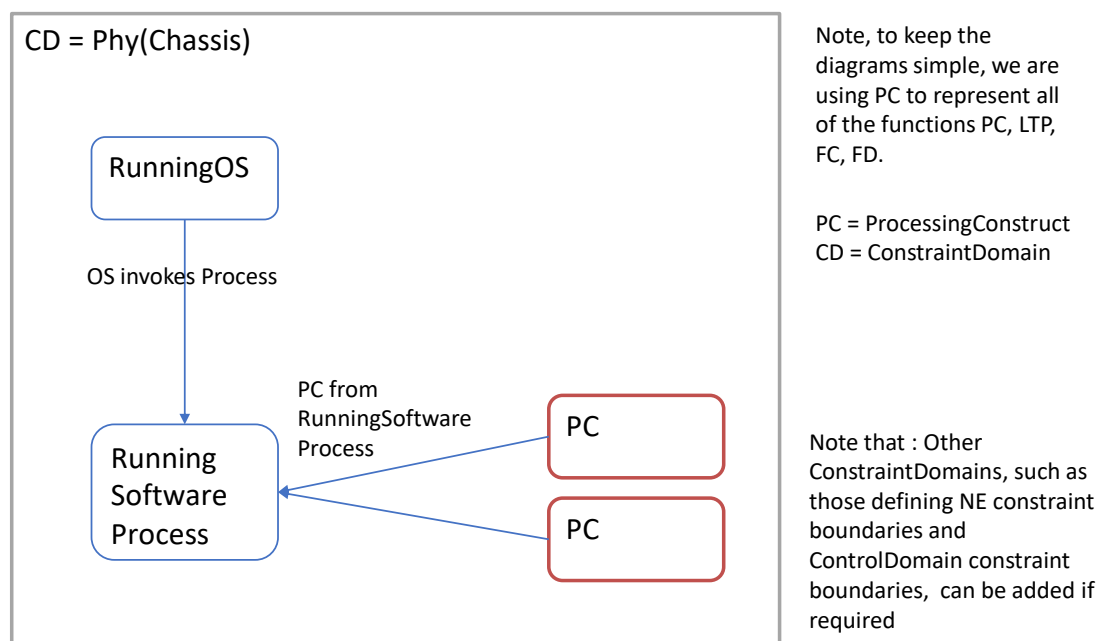 CD = Phy(Chassis)
RunningOS
OS invokes Process
PC from
RunningSoftware
Process
Running
Software
Process
PC
PC
Note, to keep the
diagrams simple, we are
using PC to represent all
of the functions PC, LTP,
FC, FD.
PC = ProcessingConstruct
CD = ConstraintDomain
Note that : Other
ConstraintDomains, such as
those defining NE constraint
boundaries and
ControlDomain constraint
boundaries,  can be added if
required